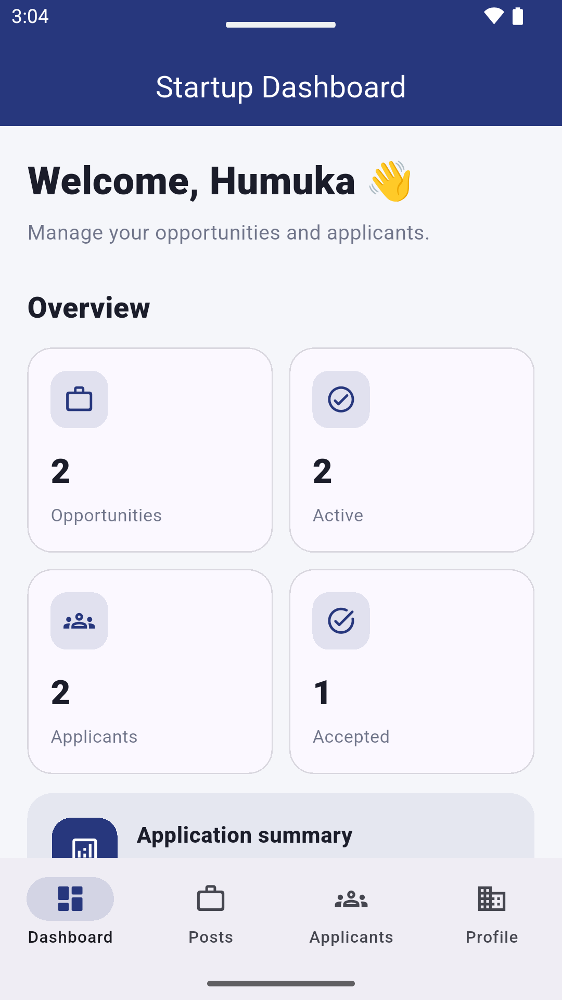 3:04
Startup Dashboard
Welcome, Humuka 👋
Manage your opportunities and applicants.
Overview
2
Opportunities
2
Active
2
Applicants
1
Accepted
Application summary
Dashboard
Posts
Applicants
Profile